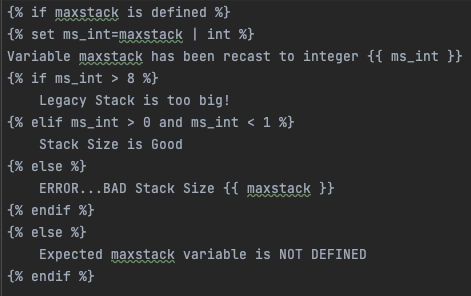 {% if maxstack is defined %}
{% set ms_int=maxstack | int %}
Variable maxstack has been recast to integer {{ ms_int }}
{% if ms_int > 8 %}
    Legacy Stack is too big!
{% elif ms_int > 0 and ms_int < 1 %}
    Stack Size is Good
{% else %}
    ERROR...BAD Stack Size {{ maxstack }}
{% endif %}
{% else %}
    Expected maxstack variable is NOT DEFINED
{% endif %}